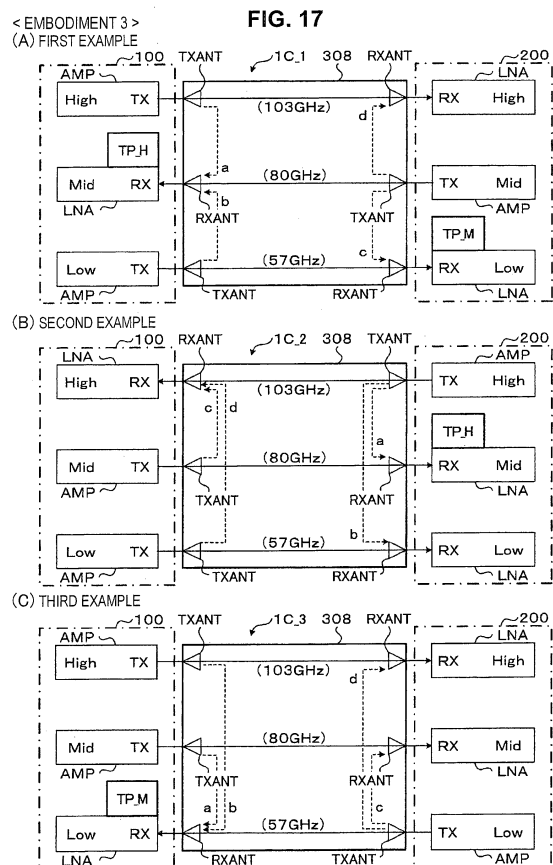 FIG. 17
< EMBODIMENT 3 >
(A) FIRST EXAMPLE
100 TXANT 1C_1 308 RXANT 200
AMP LNA
High TX (103GHz) RX High
d
TP_H
a
Mid RX (80GHz) TX Mid
b
LNA RXANT TXANT AMP
TP_M
c
Low TX (57GHz) RX Low
AMP TXANT RXANT LNA
(B) SECOND EXAMPLE
100 RXANT 1C_2 308 TXANT 200
LNA AMP
High RX (103GHz) TX High
c d
a
TP_H
Mid TX (80GHz) RX Mid
AMP TXANT RXANT LNA
b
Low TX (57GHz) RX Low
AMP TXANT RXANT LNA
(C) THIRD EXAMPLE
100 TXANT 1C_3 308 RXANT 200
AMP LNA
High TX (103GHz) RX High
d
Mid TX (80GHz) RX Mid
AMP TXANT RXANT LNA
TP_M
a b c
Low RX (57GHz) TX Low
LNA RXANT TXANT AMP